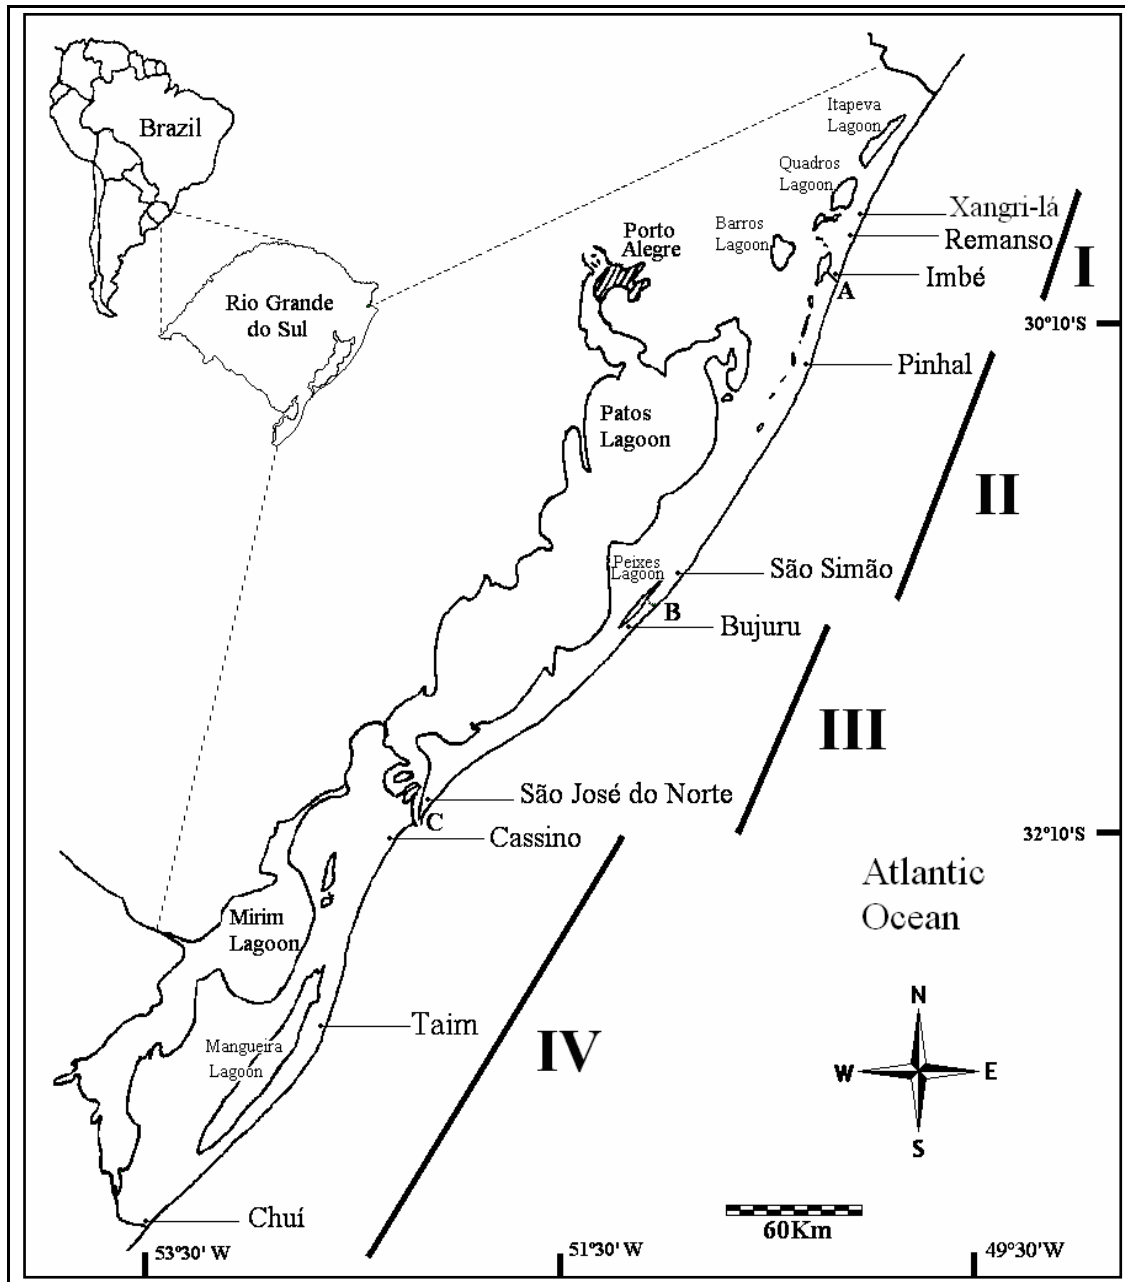 Brazil
Itapeva
Lagoon
Quadros
Lagoon
Xangri-lá
Remanso
I
Imbé
A
Barros
Lagoon
Porto
Alegre
Rio Grande
do Sul
30°10'S
Pinhal
Patos
Lagoon
II
Peixes
Lagoon
São Simão
B
Bujuru
III
São José do Norte
C
Cassino
32°10'S
Atlantic
Ocean
Mirim
Lagoon
N
W
E
S
Taim
IV
Mangueira
Lagoon
Chuí
60Km
53°30' W
51°30' W
49°30'W